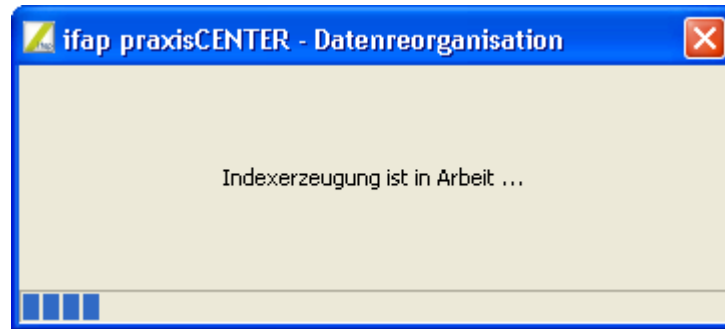 ifap praxisCENTER - Datenreorganisation
Indexerzeugung ist in Arbeit ...